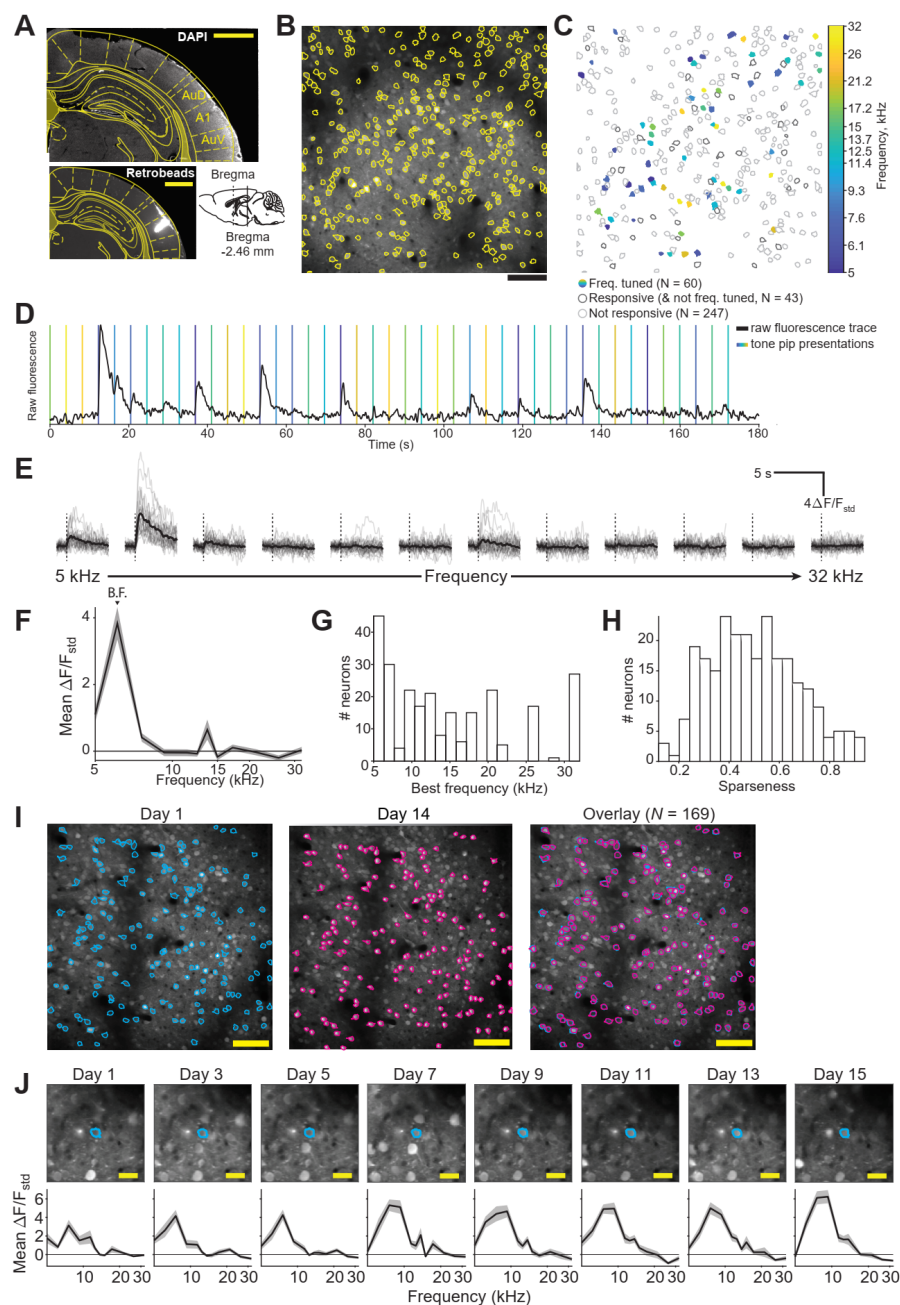 A
DAPI
AuD
A1
AuV
Retrobeads
Bregma
Bregma
-2.46 mm
B
C
32
26
21.2
17.2
15
13.7
12.5
11.4
9.3
7.6
6.1
5
Frequency, kHz
Freq. tuned (N = 60)
Responsive (& not freq. tuned, N = 43)
Not responsive (N = 247)
D
raw fluorescence trace
tone pip presentations
Raw fluorescence
0 20 40 60 80 100 120 140 160 180
Time (s)
E
5 s
4ΔF/Fstd
5 kHz Frequency 32 kHz
F
B.F.
Mean ΔF/Fstd
4
2
0
5 10 20 30
Frequency (kHz)
G
# neurons
40
30
20
10
0
5 10 15 20 25 30
Best frequency (kHz)
H
# neurons
20
15
10
5
0
0.2 0.4 0.6 0.8
Sparseness
I
Day 1 Day 14 Overlay (N = 169)
J
Day 1 Day 3 Day 5 Day 7 Day 9 Day 11 Day 13 Day 15
Mean ΔF/Fstd
6
4
2
0
10 20 30 10 20 30 10 20 30 10 20 30 10 20 30 10 20 30 10 20 30 10 20 30
Frequency (kHz)